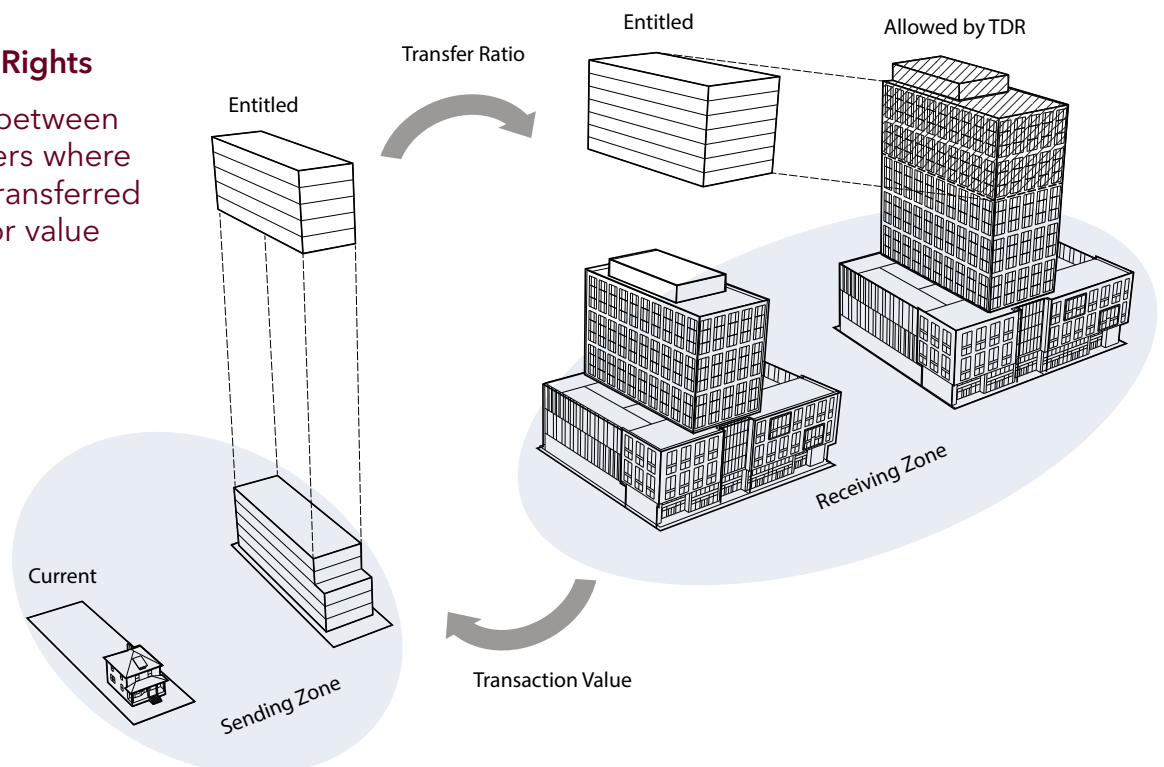 Rights
between
ers where
ransferred
or value
Entitled
Transfer Ratio
Entitled
Allowed by TDR
Receiving Zone
Current
Sending Zone
Transaction Value